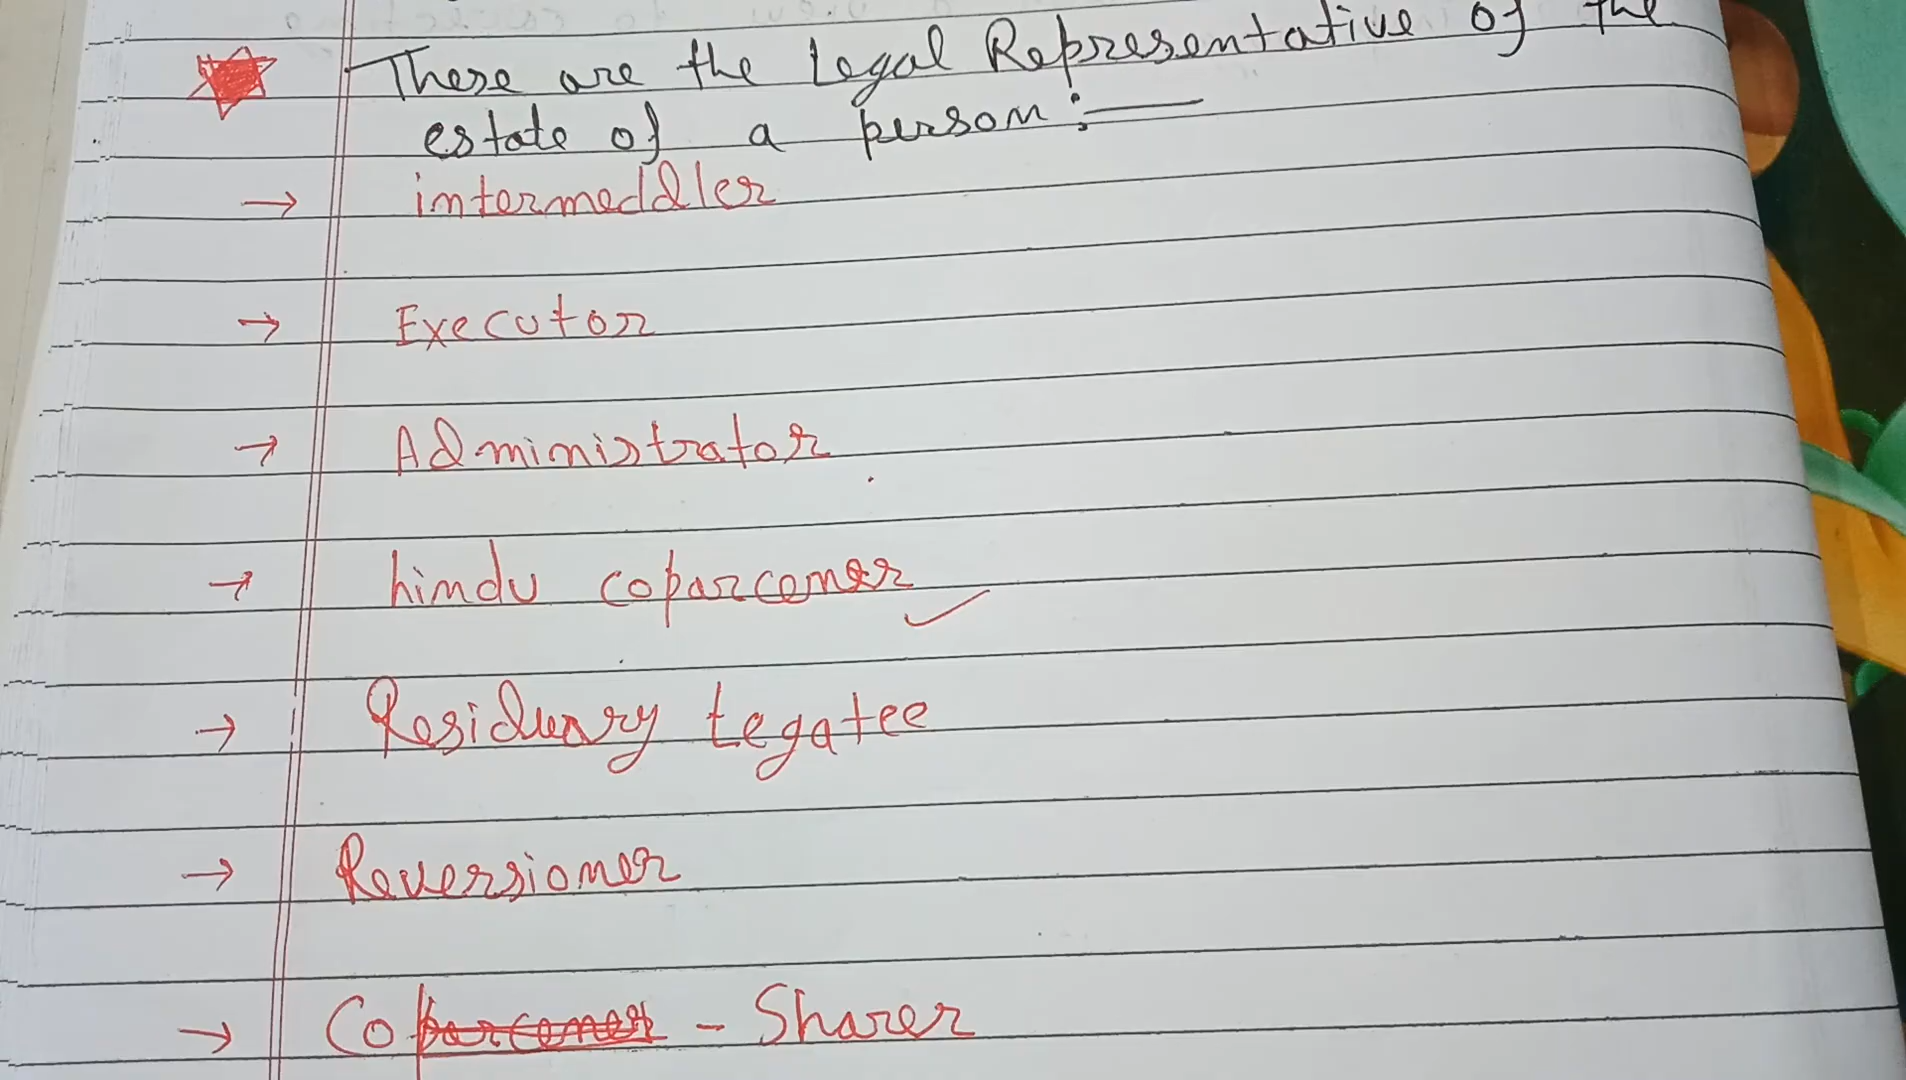 These are the Legal Representative of the
estate of a person :—
→ intermeddler
→ Executor
→ Administrator
→ hindu coparcener
→ Residuary Legatee
→ Reversioner
→ Co - Sharer